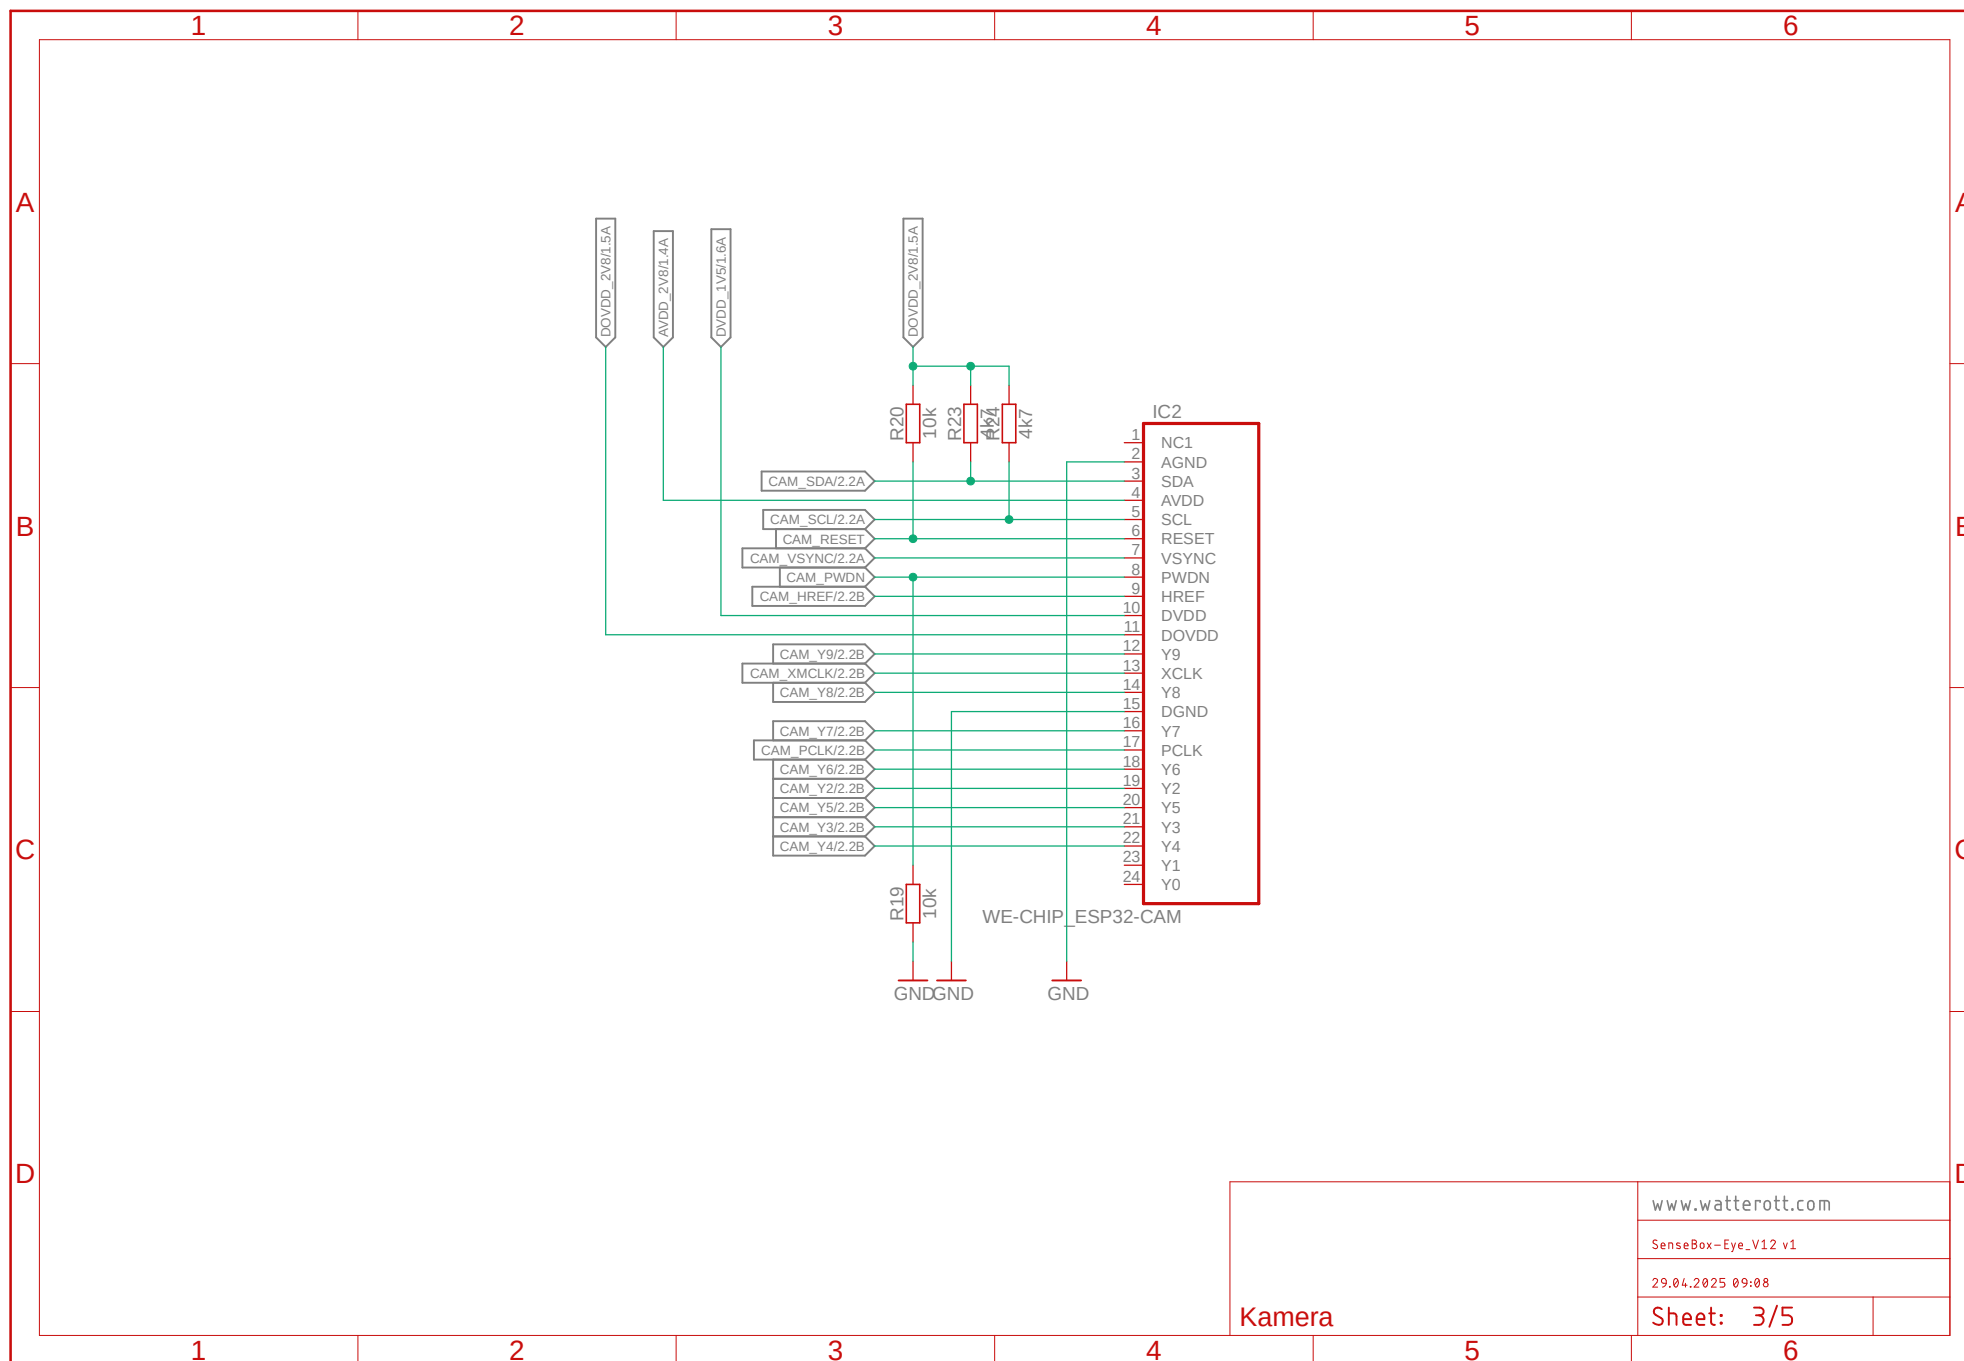 1 2 3 4 5 6
A A
DOVDD_2V8/1.5A
AVDD_2V8/1.4A
DVDD_1V5/1.6A
DOVDD_2V8/1.5A
R20 10k
R23 4k7
R24 4k7
IC2
1 NC1
2 AGND
CAM_SDA/2.2A 3 SDA
4 AVDD
CAM_SCL/2.2A 5 SCL
B B
CAM_RESET 6 RESET
CAM_VSYNC/2.2A 7 VSYNC
CAM_PWDN 8 PWDN
CAM_HREF/2.2B 9 HREF
10 DVDD
11 DOVDD
CAM_Y9/2.2B 12 Y9
CAM_XMCLK/2.2B 13 XCLK
CAM_Y8/2.2B 14 Y8
15 DGND
CAM_Y7/2.2B 16 Y7
CAM_PCLK/2.2B 17 PCLK
CAM_Y6/2.2B 18 Y6
CAM_Y2/2.2B 19 Y2
CAM_Y5/2.2B 20 Y5
CAM_Y3/2.2B 21 Y3
CAM_Y4/2.2B 22 Y4
C C
23 Y1
24 Y0
R19 10k
WE-CHIP_ESP32-CAM
GND GND GND
D D
www.watterott.com
SenseBox-Eye_V12 v1
29.04.2025 09:08
Kamera
Sheet: 3/5
1 2 3 4 5 6